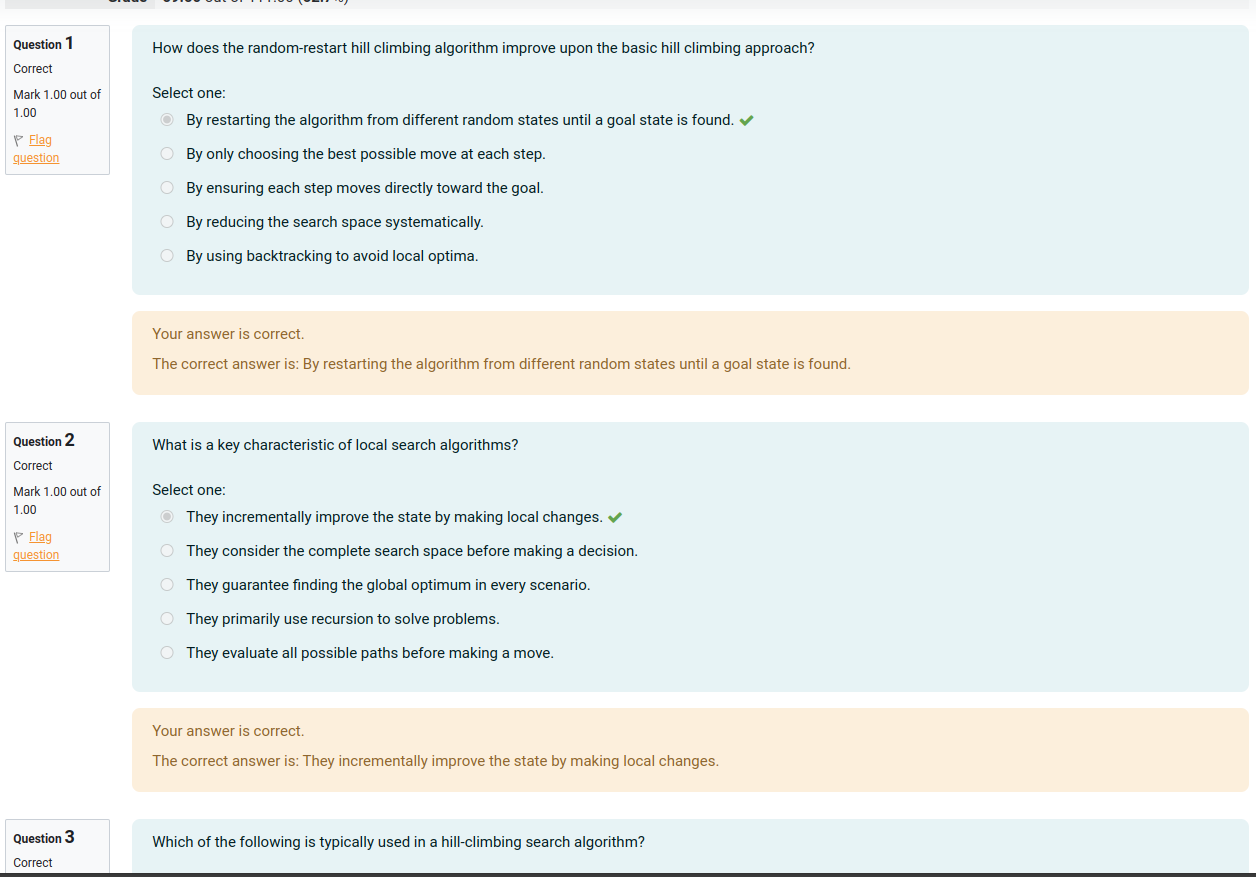 Question 1
Correct
Mark 1.00 out of
1.00
Flag
question
How does the random-restart hill climbing algorithm improve upon the basic hill climbing approach?
Select one:
By restarting the algorithm from different random states until a goal state is found.
By only choosing the best possible move at each step.
By ensuring each step moves directly toward the goal.
By reducing the search space systematically.
By using backtracking to avoid local optima.
Your answer is correct.
The correct answer is: By restarting the algorithm from different random states until a goal state is found.
Question 2
Correct
Mark 1.00 out of
1.00
Flag
question
What is a key characteristic of local search algorithms?
Select one:
They incrementally improve the state by making local changes.
They consider the complete search space before making a decision.
They guarantee finding the global optimum in every scenario.
They primarily use recursion to solve problems.
They evaluate all possible paths before making a move.
Your answer is correct.
The correct answer is: They incrementally improve the state by making local changes.
Question 3
Correct
Which of the following is typically used in a hill-climbing search algorithm?